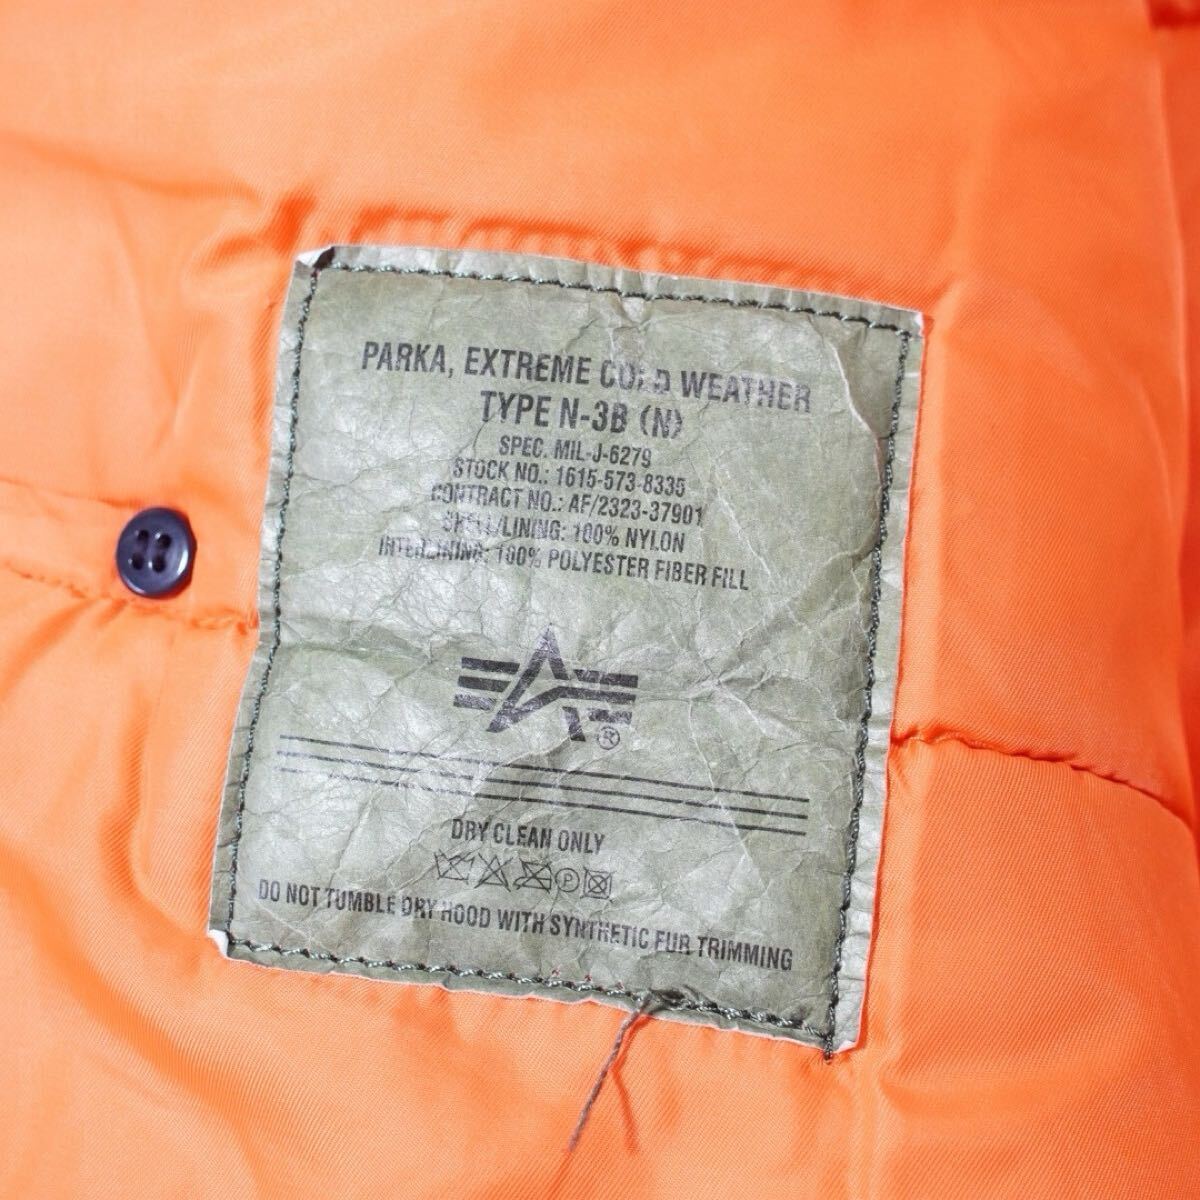 PARKA, EXTREME COLD WEATHER
TYPE N-3B (N)
SPEC. MIL-J-6279
STOCK NO.: 1615-573-8335
CONTRACT NO.: AF/2323-37901
SHELL/LINING: 100% NYLON
INTERLINING: 100% POLYESTER FIBER FILL
®
DRY CLEAN ONLY
P
DO NOT TUMBLE DRY HOOD WITH SYNTHETIC FUR TRIMMING